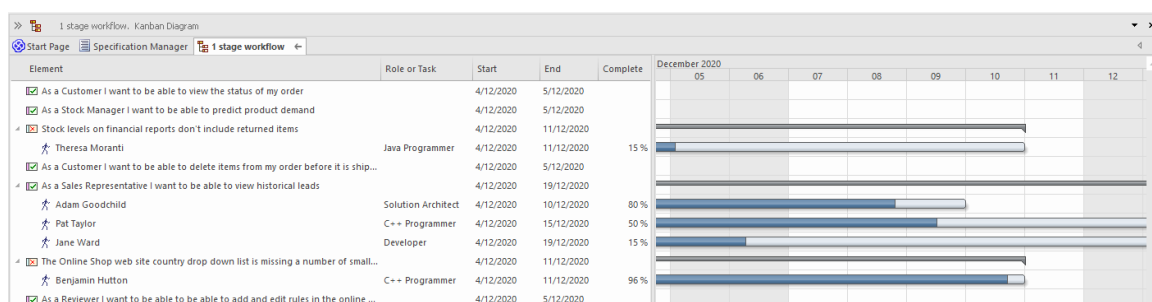 1 stage workflow. Kanban Diagram
Start Page Specification Manager 1 stage workflow
Element Role or Task Start End Complete December 2020
05 06 07 08 09 10 11 12
As a Customer I want to be able to view the status of my order 4/12/2020 5/12/2020
As a Stock Manager I want to be able to predict product demand 4/12/2020 5/12/2020
Stock levels on financial reports don't include returned items 4/12/2020 11/12/2020
Theresa Moranti Java Programmer 4/12/2020 11/12/2020 15 %
As a Customer I want to be able to delete items from my order before it is ship... 4/12/2020 5/12/2020
As a Sales Representative I want to be able to view historical leads 4/12/2020 19/12/2020
Adam Goodchild Solution Architect 4/12/2020 10/12/2020 80 %
Pat Taylor C++ Programmer 4/12/2020 15/12/2020 50 %
Jane Ward Developer 4/12/2020 19/12/2020 15 %
The Online Shop web site country drop down list is missing a number of small... 4/12/2020 11/12/2020
Benjamin Hutton C++ Programmer 4/12/2020 11/12/2020 96 %
As a Reviewer I want to be able to be able to add and edit rules in the online ... 4/12/2020 5/12/2020